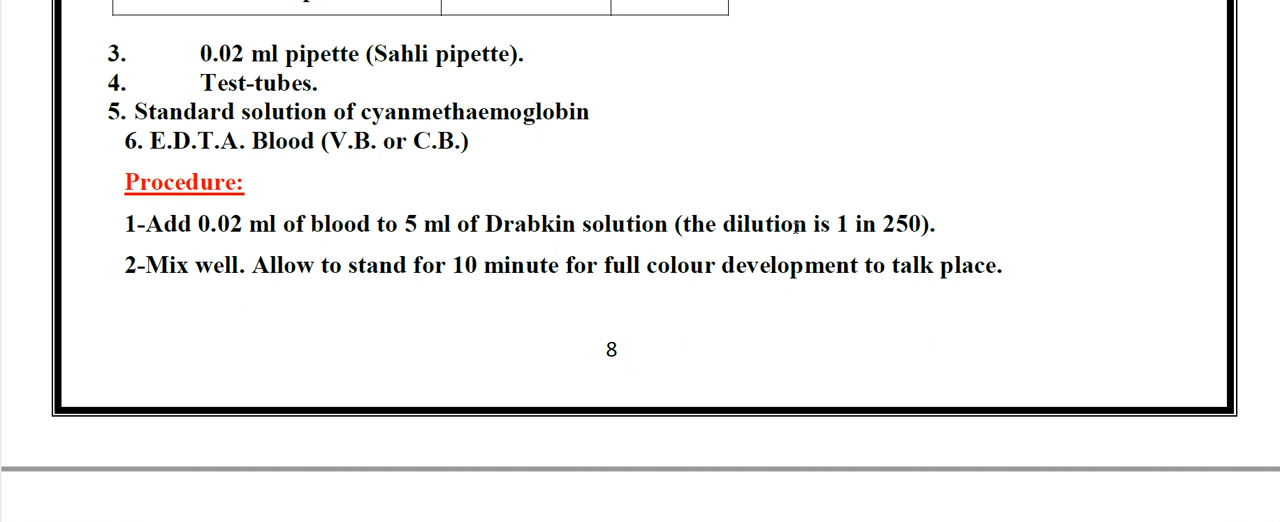 3. 0.02 ml pipette (Sahli pipette).
4. Test-tubes.
5. Standard solution of cyanmethaemoglobin
6. E.D.T.A. Blood (V.B. or C.B.)
Procedure:
1-Add 0.02 ml of blood to 5 ml of Drabkin solution (the dilution is 1 in 250).
2-Mix well. Allow to stand for 10 minute for full colour development to talk place.
8